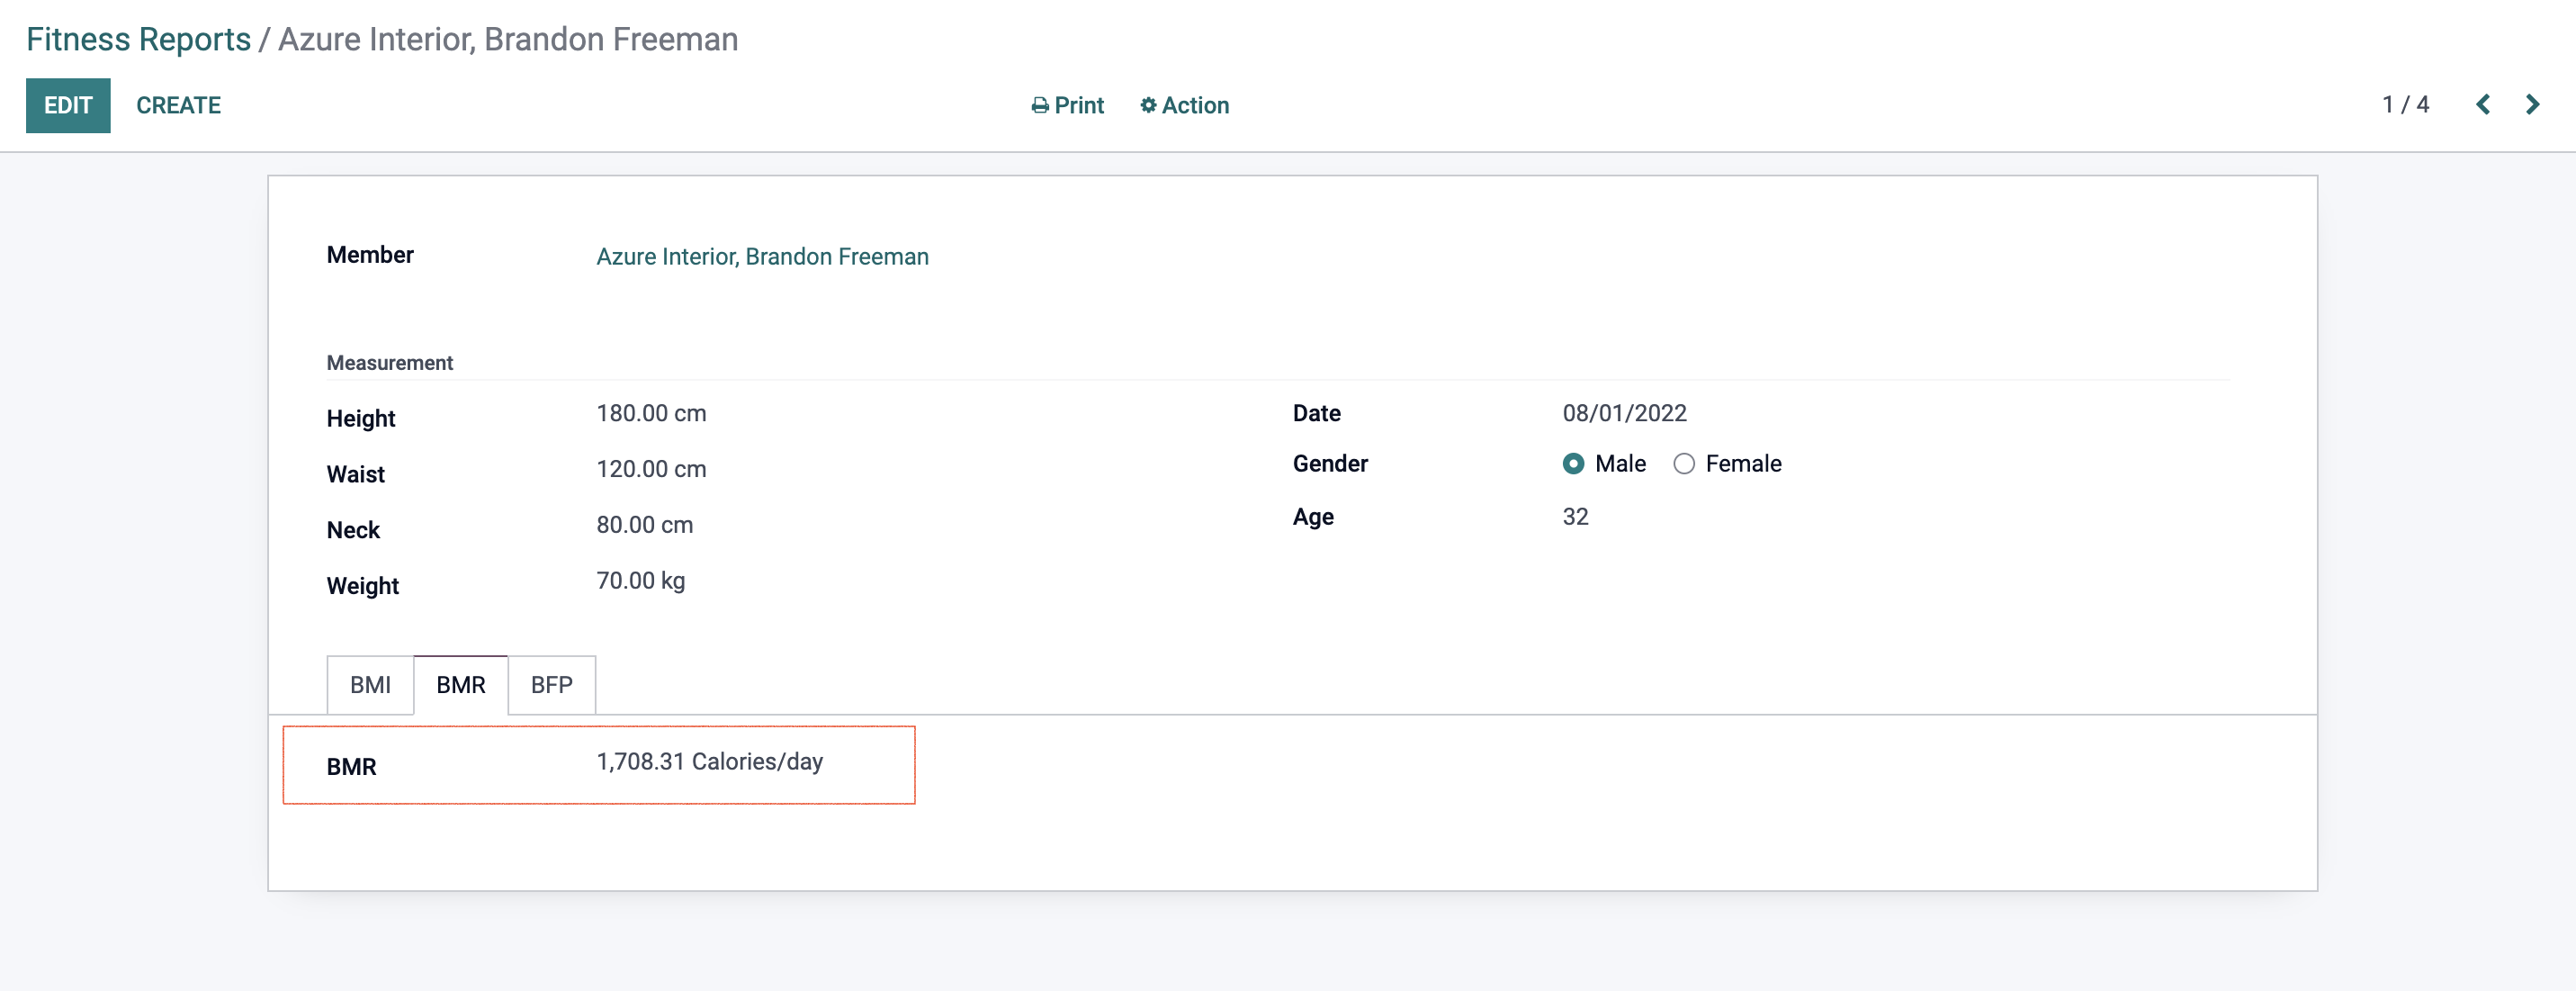 Fitness Reports / Azure Interior, Brandon Freeman
EDIT CREATE Print Action 1 / 4
Member Azure Interior, Brandon Freeman
Measurement
Height 180.00 cm Date 08/01/2022
Waist 120.00 cm Gender Male Female
Neck 80.00 cm Age 32
Weight 70.00 kg
BMI BMR BFP
BMR 1,708.31 Calories/day